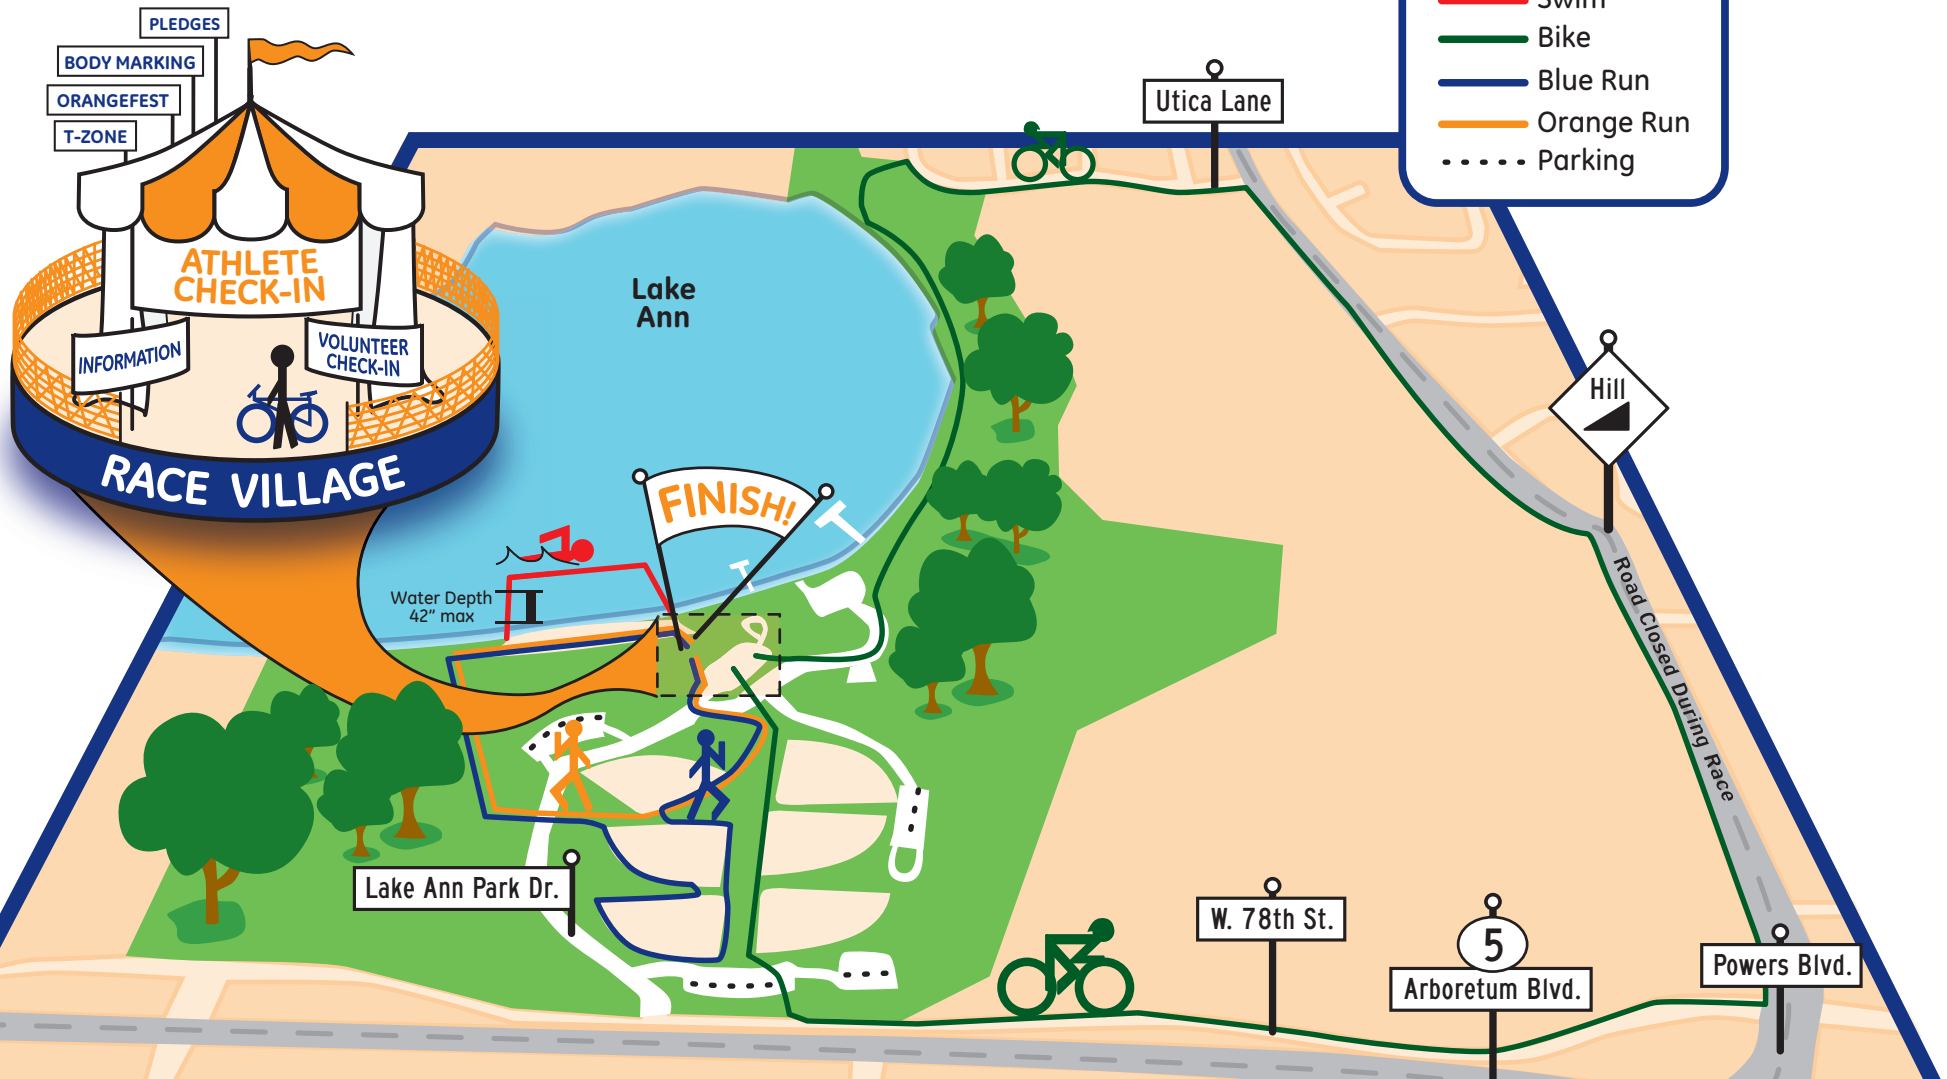 PLEDGES
BODY MARKING
ORANGEFEST
T-ZONE
ATHLETE
CHECK-IN
INFORMATION
VOLUNTEER
CHECK-IN
RACE VILLAGE
Swim
Bike
Blue Run
Orange Run
Parking
Utica Lane
Lake
Ann
Hill
FINISH!
Water Depth
42” max
Road Closed During Race
Lake Ann Park Dr.
W. 78th St.
5
Arboretum Blvd.
Powers Blvd.